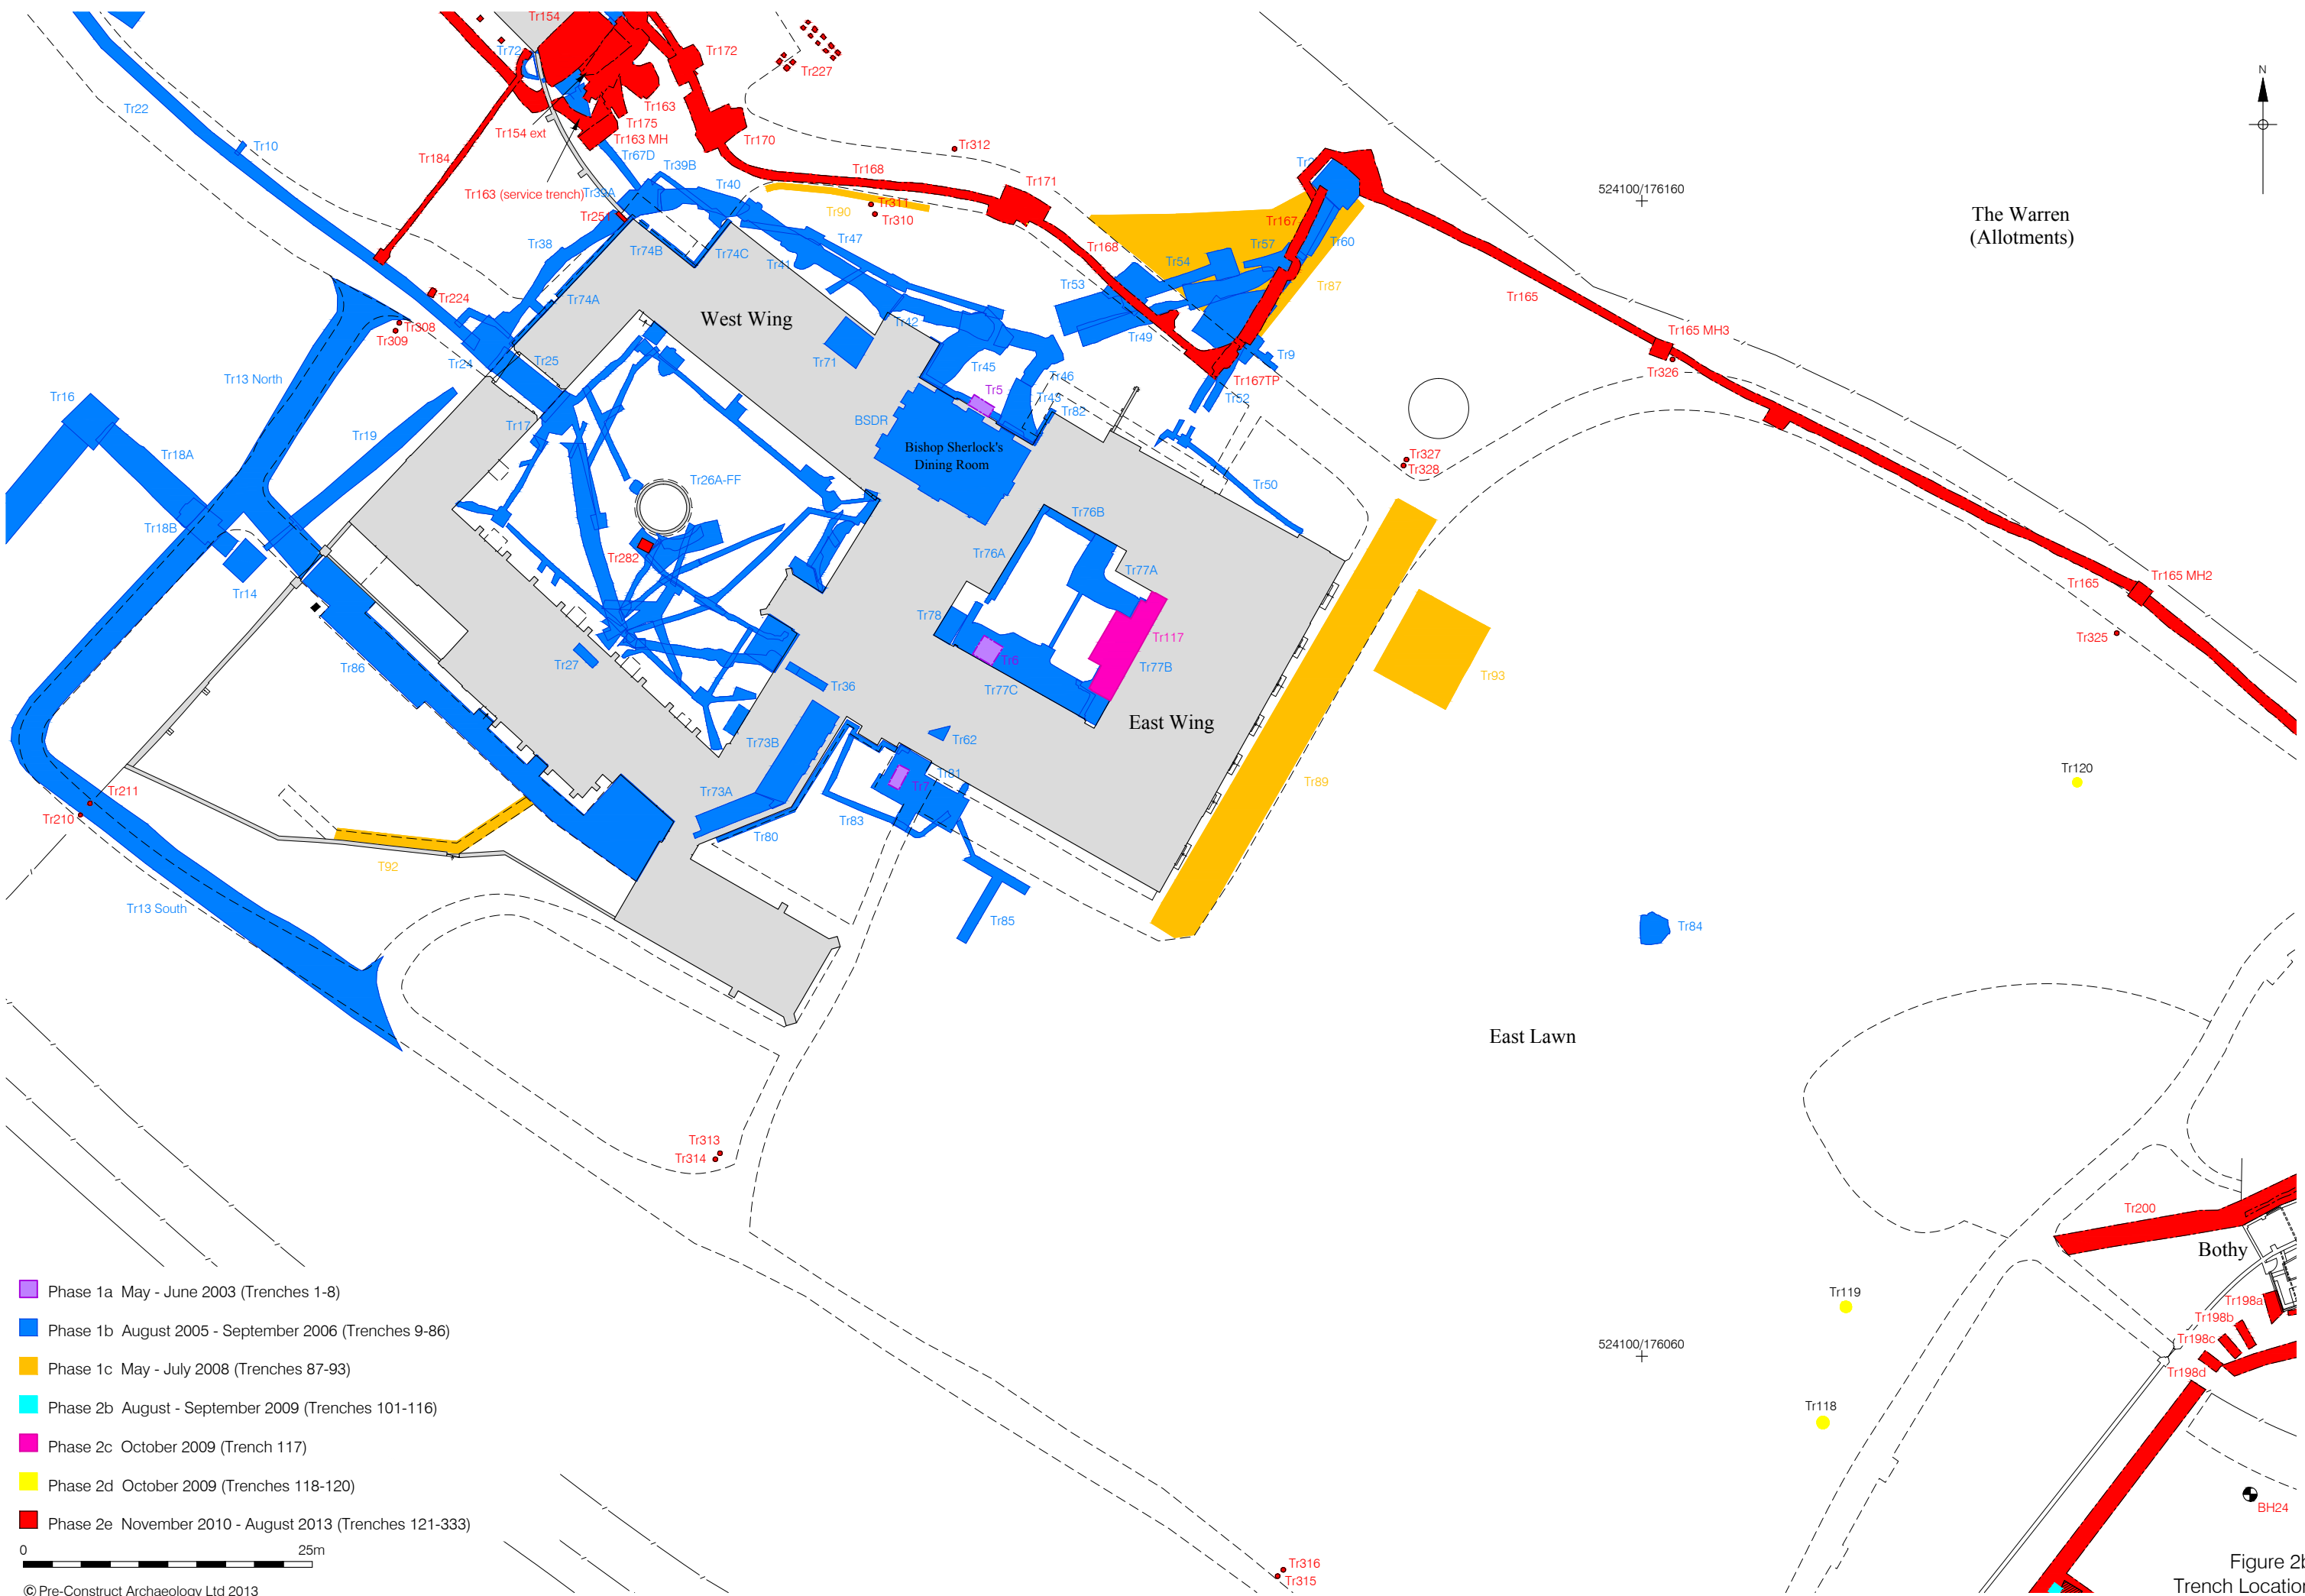 Tr154
Tr72
Tr172
Tr227
Tr22
Tr10
Tr163
Tr175
Tr154 ext
Tr163 MH
Tr170
Tr67D
Tr312
Tr184
Tr39B
Tr168
Tr171
Tr163 (service trench)
Tr40
524100/176160
N
The Warren
(Allotments)
Tr251
Tr90
Tr311
Tr310
Tr167
Tr38
Tr74B
Tr74C
Tr47
Tr41
Tr168
Tr57
Tr60
Tr54
Tr53
Tr87
Tr165
Tr224
Tr74A
West Wing
Tr308
Tr309
Tr42
Tr49
Tr165 MH3
Tr24
Tr25
Tr71
Tr9
Tr45
Tr46
Tr326
Tr13 North
Tr167TP
Tr16
Tr5
Tr43
Tr82
Tr52
Tr17
BSDR
Tr19
Bishop Sherlock's
Dining Room
Tr18A
Tr327
Tr328
Tr26A-FF
Tr50
Tr18B
Tr76B
Tr76A
Tr282
Tr77A
Tr165
Tr165 MH2
Tr14
Tr78
Tr117
Tr325
Tr86
Tr27
Tr6
Tr77B
Tr36
Tr77C
Tr93
East Wing
Tr73B
Tr62
Tr120
Tr81
Tr7
Tr89
Tr211
Tr210
Tr73A
Tr80
Tr83
T92
Tr13 South
Tr85
Tr84
East Lawn
Tr313
Tr314
Tr200
Bothy
Tr119
Tr198a
Tr198b
Tr198c
Tr198d
524100/176060
Tr118
BH24
Phase 1a May - June 2003 (Trenches 1-8)
Phase 1b August 2005 - September 2006 (Trenches 9-86)
Phase 1c May - July 2008 (Trenches 87-93)
Phase 2b August - September 2009 (Trenches 101-116)
Phase 2c October 2009 (Trench 117)
Phase 2d October 2009 (Trenches 118-120)
Phase 2e November 2010 - August 2013 (Trenches 121-333)
0 25m
© Pre-Construct Archaeology Ltd 2013
Tr316
Tr315
Figure
Trench